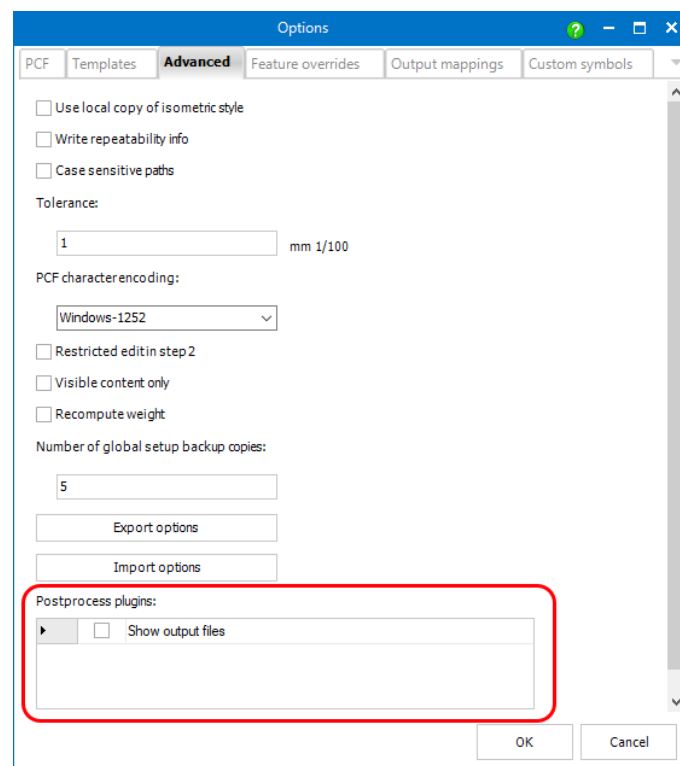 Options
?
PCF Templates Advanced Feature overrides Output mappings Custom symbols
Use local copy of isometric style
Write repeatability info
Case sensitive paths
Tolerance:
1 mm 1/100
PCF character encoding:
Windows-1252
Restricted edit in step 2
Visible content only
Recompute weight
Number of global setup backup copies:
5
Export options
Import options
Postprocess plugins:
Show output files
OK Cancel